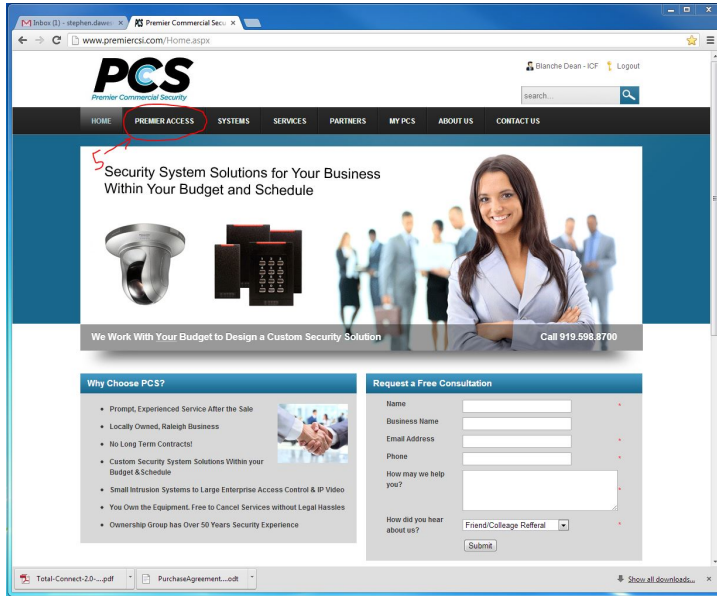 Inbox (1) - stephen.dawes
Premier Commercial Secu
www.premiercsi.com/Home.aspx
PCS
Premier Commercial Security
Blanche Dean - ICF
Logout
search...
HOME PREMIER ACCESS SYSTEMS SERVICES PARTNERS MY PCS ABOUT US CONTACT US
5
Security System Solutions for Your Business
Within Your Budget and Schedule
We Work With Your Budget to Design a Custom Security Solution
Call 919.598.8700
Why Choose PCS?
• Prompt, Experienced Service After the Sale
• Locally Owned, Raleigh Business
• No Long Term Contracts!
• Custom Security System Solutions Within your
Budget & Schedule
• Small Intrusion Systems to Large Enterprise Access Control & IP Video
• You Own the Equipment. Free to Cancel Services without Legal Hassles
• Ownership Group has Over 50 Years Security Experience
Request a Free Consultation
Name *
Business Name
Email Address *
Phone *
How may we help
you? *
How did you hear
about us?
Friend/Colleage Refferal *
Submit
Total-Connect-2.0-....pdf
PurchaseAgreement....odt
Show all downloads...